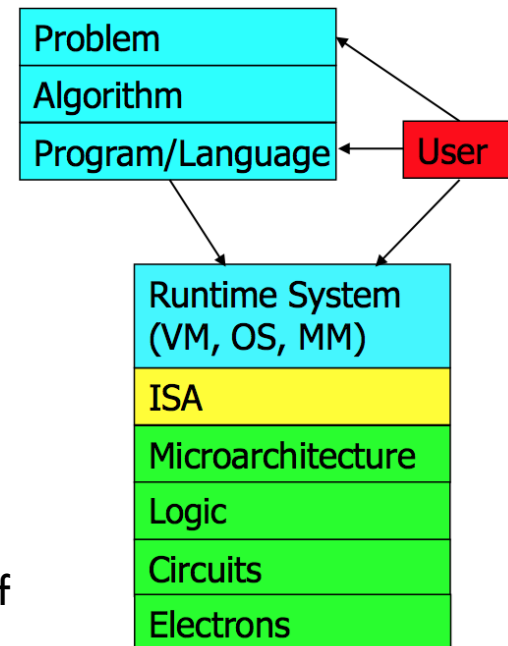 Problem
Algorithm
Program/Language
User
Runtime System
(VM, OS, MM)
ISA
Microarchitecture
Logic
Circuits
f
Electrons